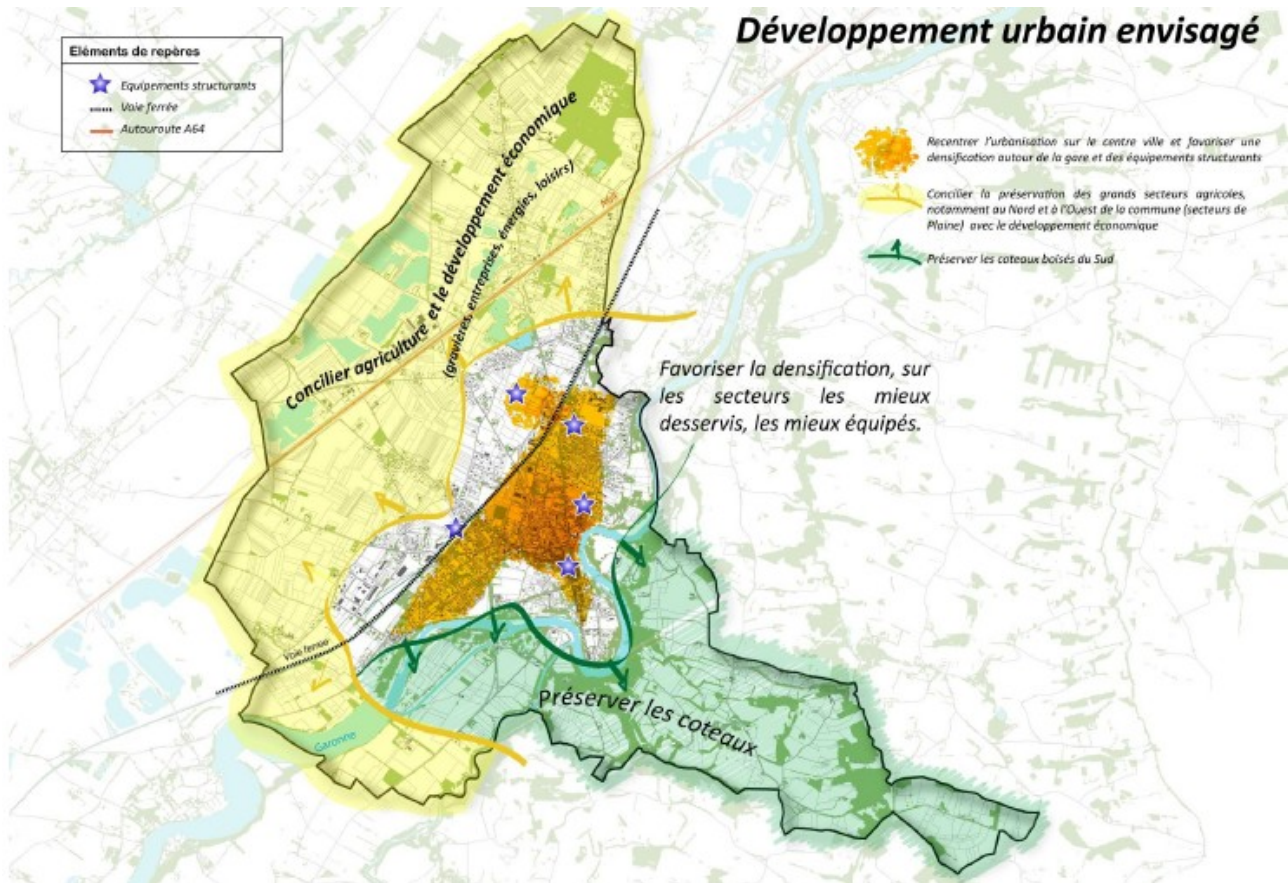 Développement urbain envisagé
Eléments de repères
Equipements structurants
Voie ferrée
Autouroute A64
Recentrer l'urbanisation sur le centre ville et favoriser une
densification autour de la gare et des équipements structurants
Concilier la préservation des grands secteurs agricoles,
notamment au Nord et à l'Ouest de la commune (secteurs de
Plaine) avec le développement économique
Préserver les coteaux boisés du Sud
Concilier agriculture et le développement économique
(gravières, entreprises, énergies, loisirs)
A64
Favoriser la densification, sur
les secteurs les mieux
desservis, les mieux équipés.
Voie ferrée
Garonne
Préserver les coteaux